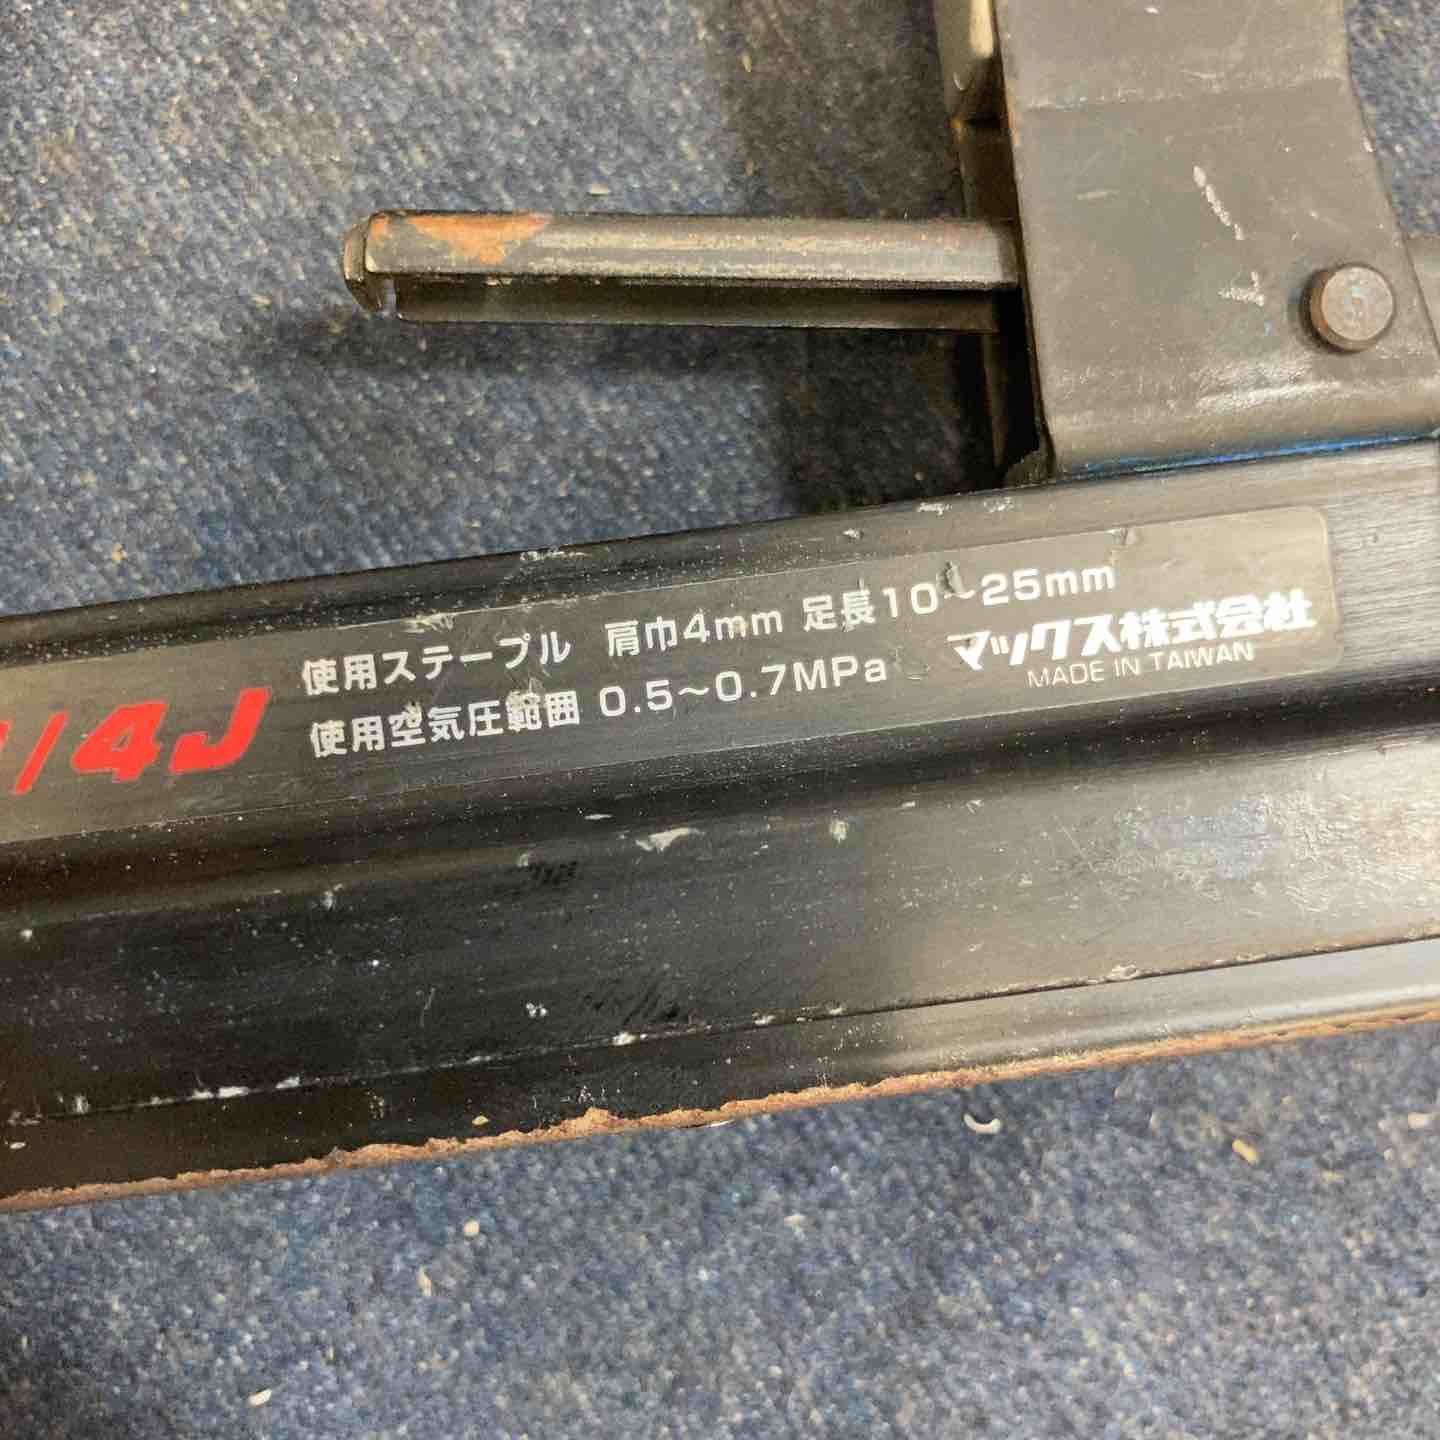 /4J
使用ステープル 肩巾4mm 足長10～25mm
使用空気圧範囲 0.5～0.7MPa
マックス株式会社
MADE IN TAIWAN